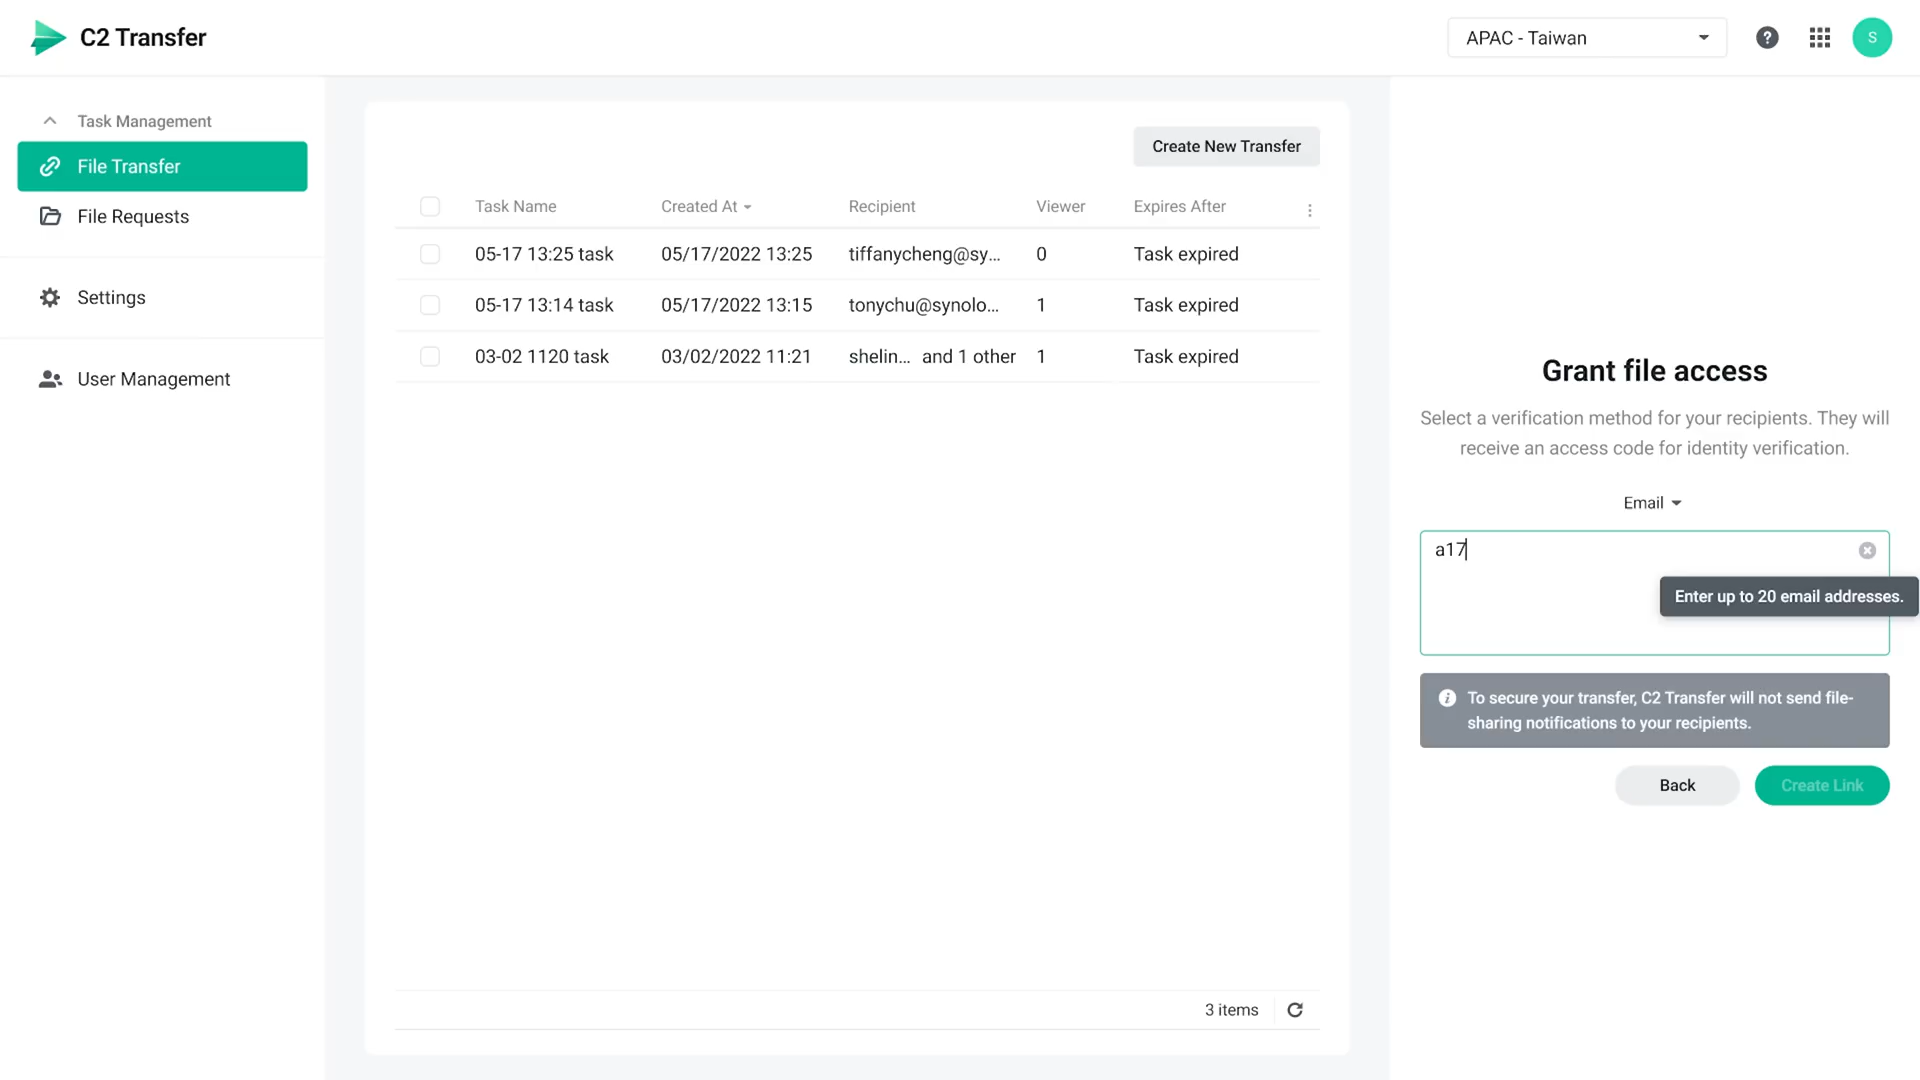 C2 Transfer
APAC - Taiwan
S
Task Management
File Transfer
File Requests
Settings
User Management
Create New Transfer
Task Name Created At Recipient Viewer Expires After
05-17 13:25 task 05/17/2022 13:25 tiffanycheng@sy... 0 Task expired
05-17 13:14 task 05/17/2022 13:15 tonychu@synolo... 1 Task expired
03-02 1120 task 03/02/2022 11:21 shelin... and 1 other 1 Task expired
3 items
Grant file access
Select a verification method for your recipients. They will
receive an access code for identity verification.
Email
a17
Enter up to 20 email addresses.
To secure your transfer, C2 Transfer will not send file-
sharing notifications to your recipients.
Back
Create Link